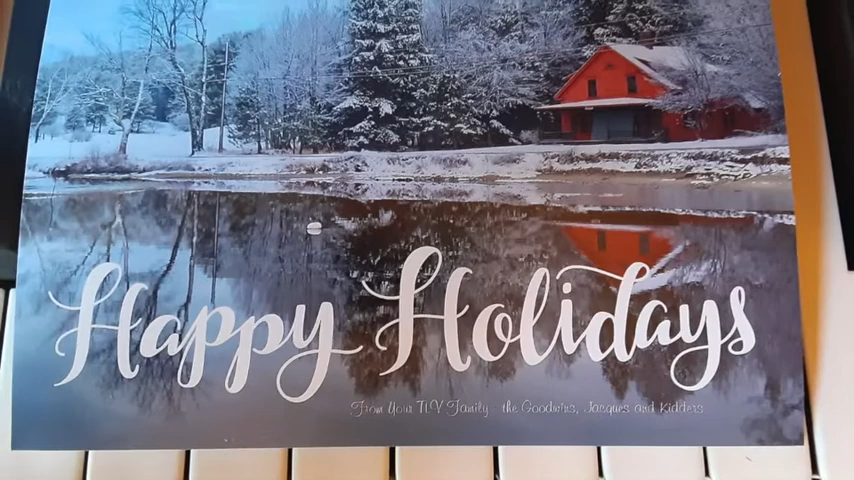 Happy Holidays
From Your TLV Family - the Goodwins, Jacques and Kidders